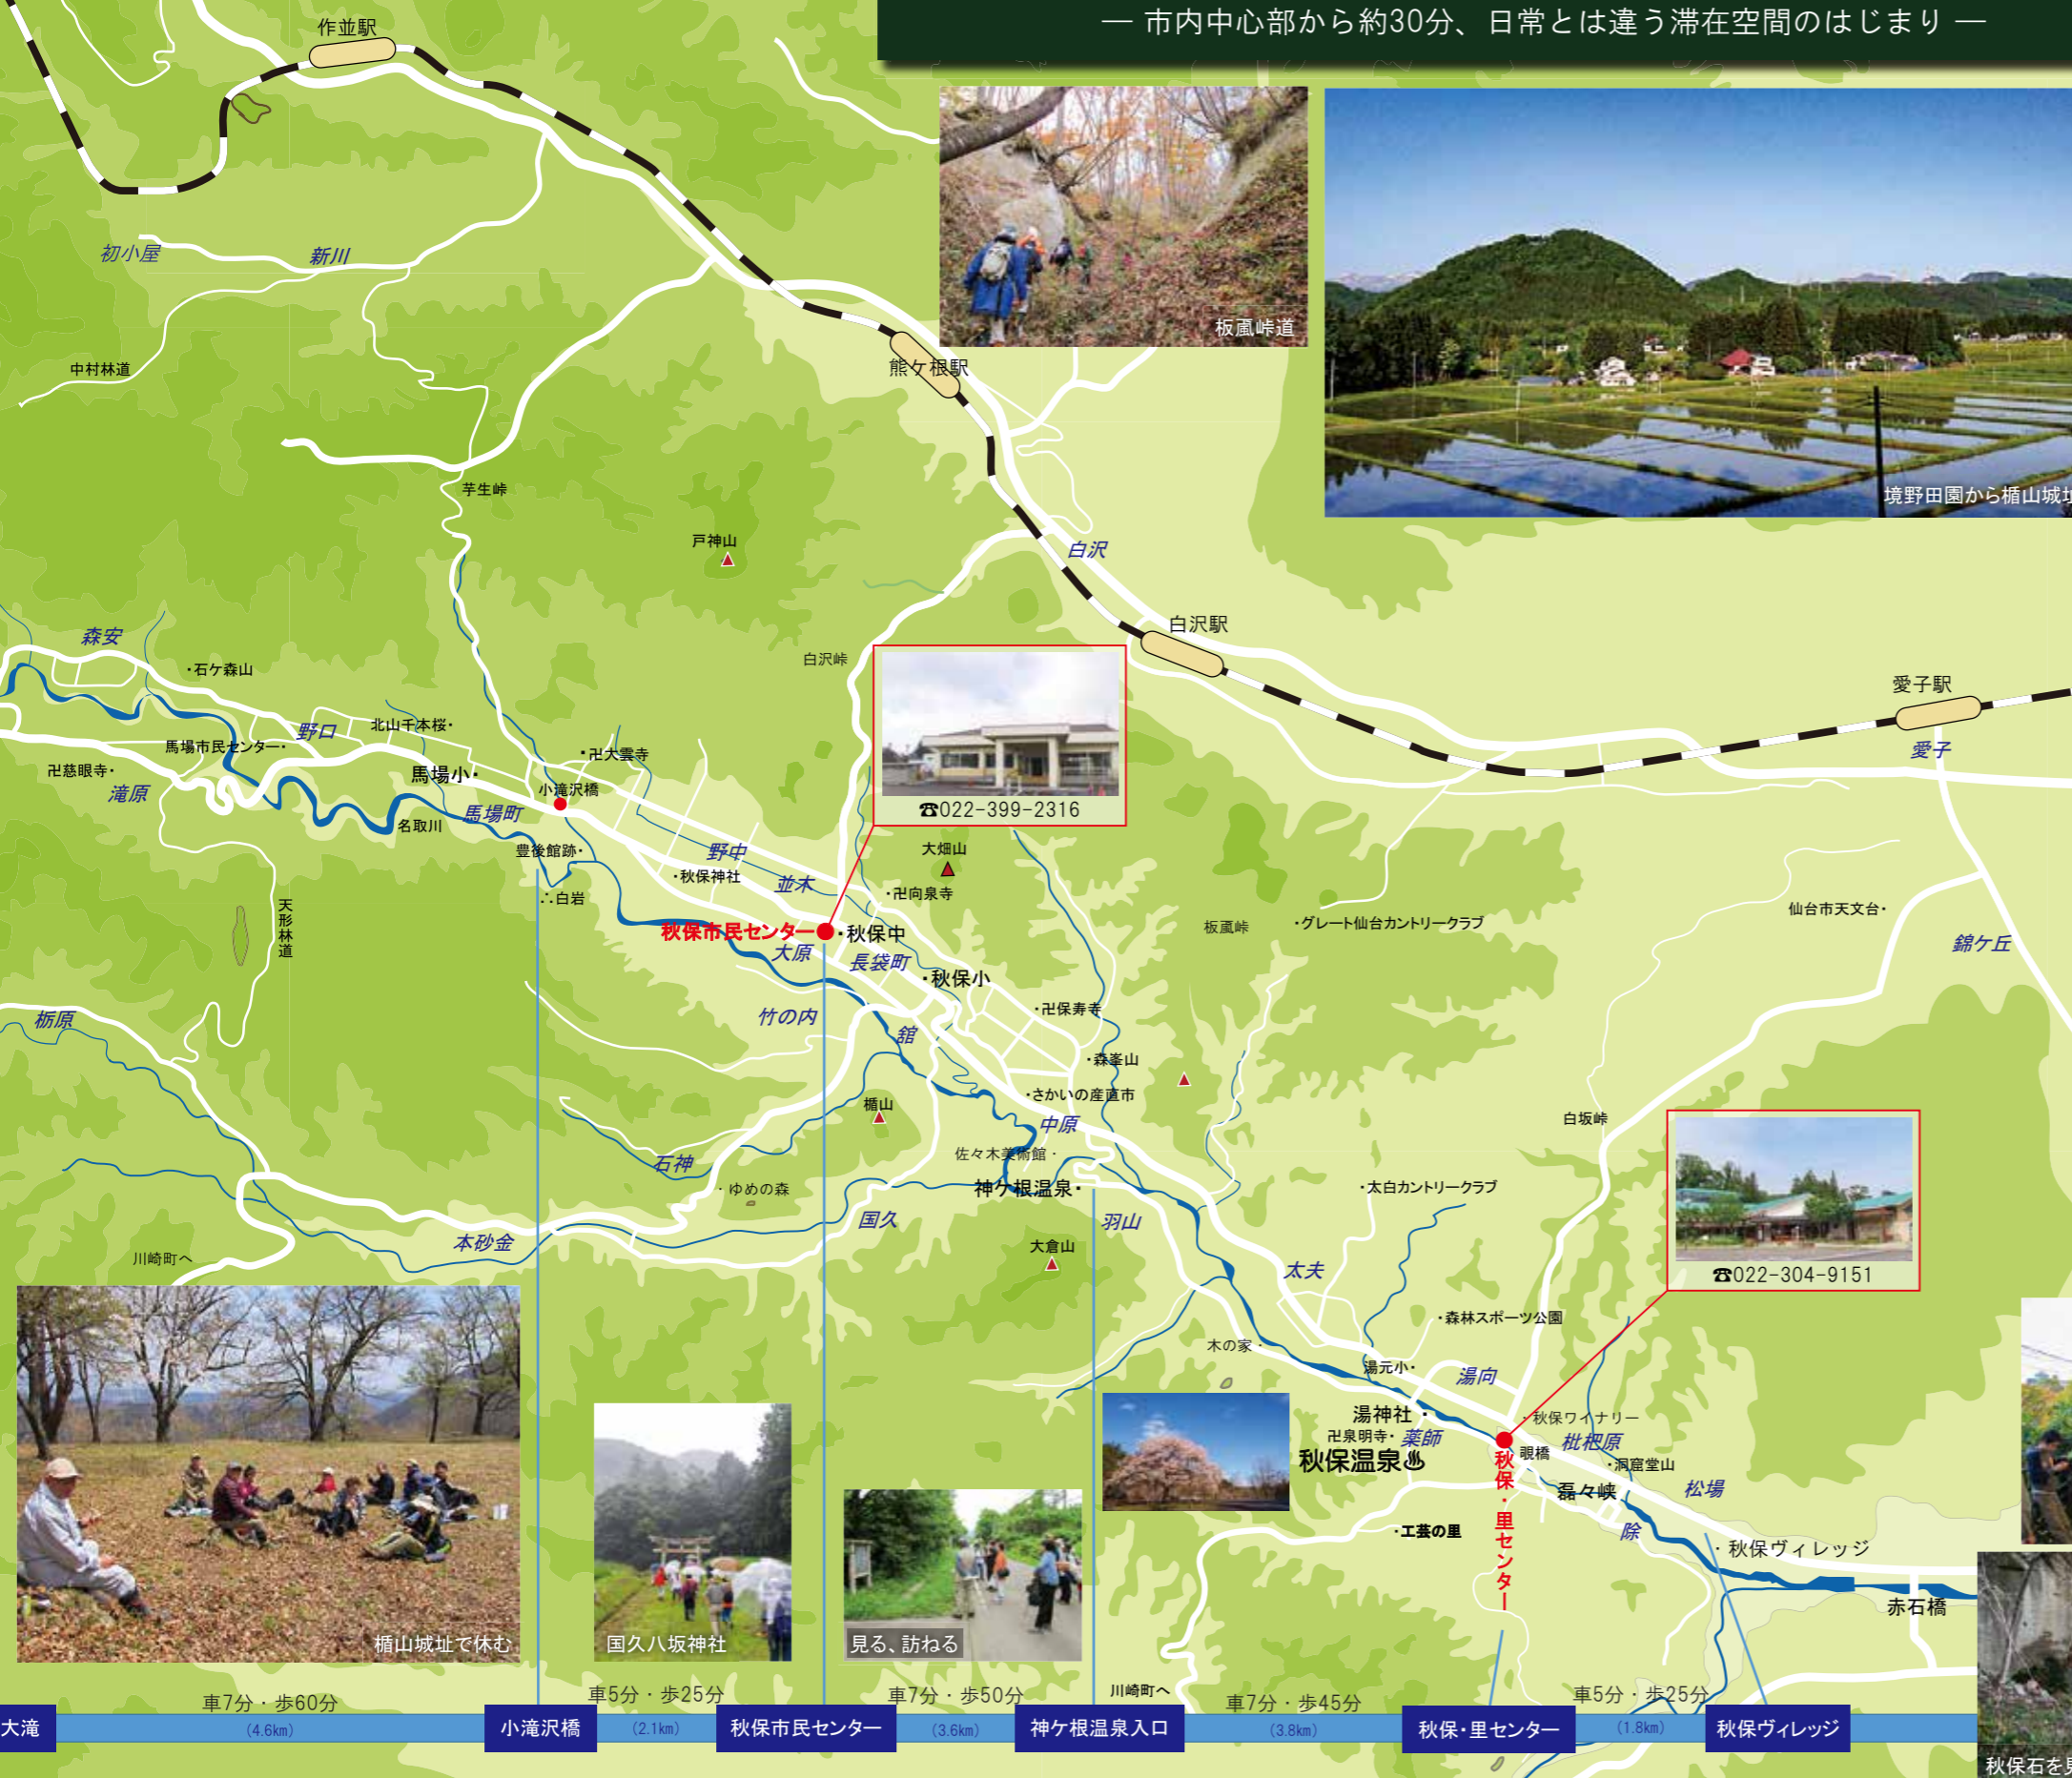 ― 市内中心部から約30分、日常とは違う滞在空間のはじまり ―
作並駅
初小屋
新川
中村林道
熊ケ根駅
板颪峠道
芋生峠
戸神山
白沢
白沢駅
愛子駅
愛子
森安
・石ケ森山
白沢峠
野口
北山千本桜・
馬場市民センター・
卍慈眼寺・
滝原
馬場小・
・卍大雲寺
小滝沢橋
馬場町
名取川
☎022-399-2316
豊後館跡・
野中
大畑山
・秋保神社
並木
・卍向泉寺
∴白岩
天形林道
秋保市民センター
・秋保中
大原
長袋町
・秋保小
板颪峠
・グレート仙台カントリークラブ
仙台市天文台・
錦ケ丘
栃原
竹の内
舘
・卍保寿寺
・森峯山
・さかいの産直市
楯山
中原
白坂峠
石神
佐々木美術館・
・ゆめの森
神ケ根温泉・
・太白カントリークラブ
国久
羽山
本砂金
川崎町へ
大倉山
太夫
☎022-304-9151
・森林スポーツ公園
木の家・
湯元小・
湯向
湯神社・
・秋保ワイナリー
卍泉明寺・
薬師
覗橋
枇杷原
秋保温泉♨
・洞窟堂山
秋保・里センター
磊々峡
松場
・工芸の里
除
・秋保ヴィレッジ
赤石橋
楯山城址で休む
国久八坂神社
見る、訪ねる
川崎町へ
車7分・歩60分
車5分・歩25分
車7分・歩50分
車7分・歩45分
車5分・歩25分
大滝
(4.6km)
小滝沢橋
(2.1km)
秋保市民センター
(3.6km)
神ケ根温泉入口
(3.8km)
秋保・里センター
(1.8km)
秋保ヴィレッジ
境野田園から楯山城址
秋保石を